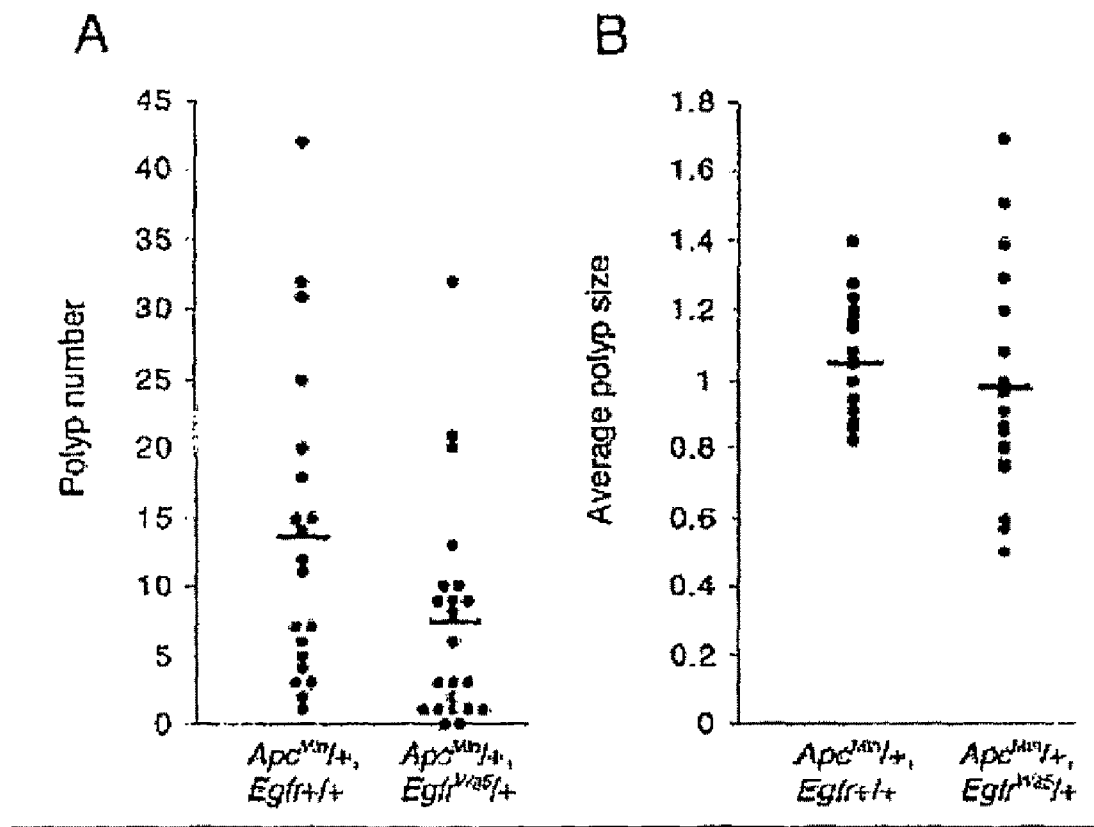 A
B
Polyp number
45
40
35
30
25
20
15
10
5
0
Apc^Min/+,
Egfr+/+
Apc^Min/+,
Egfr^Wa5/+
Average polyp size
1.8
1.6
1.4
1.2
1
0.8
0.6
0.4
0.2
0
Apc^Min/+,
Egfr+/+
Apc^Min/+,
Egfr^Wa5/+